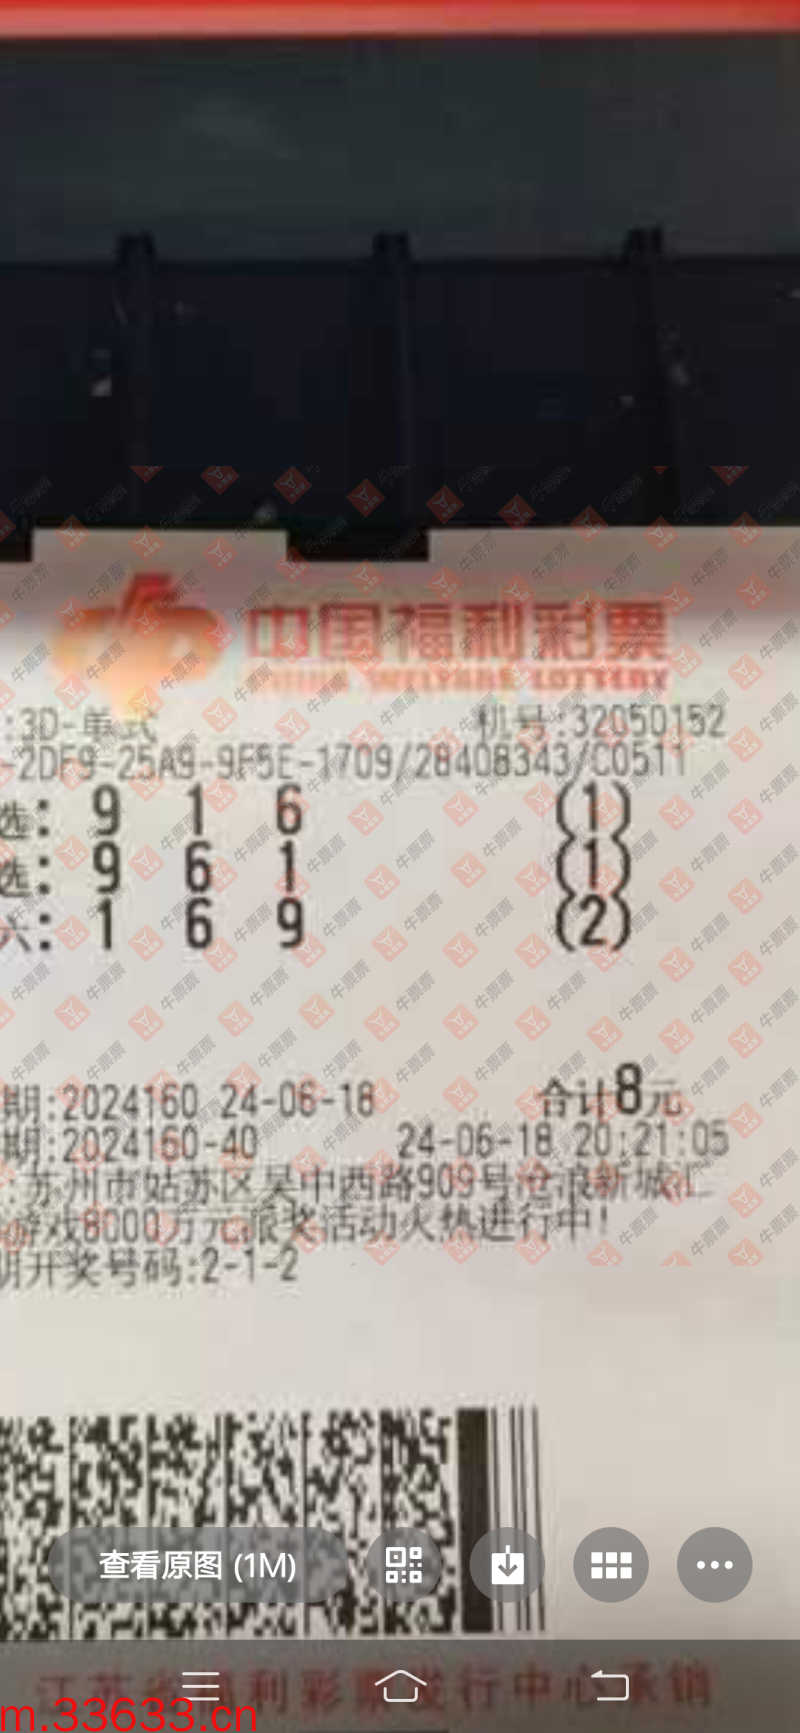 中国福利彩票
CHINA WELFARE LOTTERY
:3D-单式 机号:32050152
-2DF9-25A9-9F5E-1709/28408343/C0511
选: 9 1 6 (1)
选: 9 6 1 (1)
六: 1 6 9 (2)
期:2024160 24-06-18 合计8元
期:2024160-40 24-06-18 20:21:05
:苏州市姑苏区吴中西路909号沧浪新城汇
游戏8000万元派奖活动火热进行中!
期开奖号码:2-1-2
查看原图 (1M)
江苏省福利彩票发行中心承销
m.33633.cn
牛票票